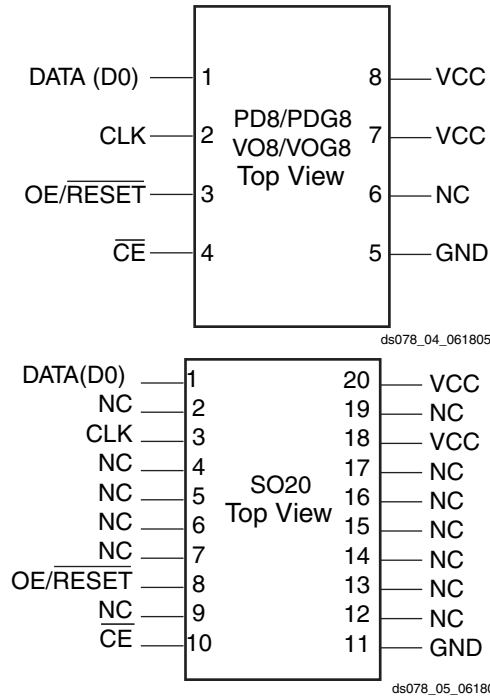 DATA (D0) 1 8 VCC
PD8/PDG8
CLK 2 7 VCC
VO8/VOG8
Top View
OE/RESET 3 6 NC
CE 4 5 GND
ds078_04_061805
DATA(D0) 1 20 VCC
NC 2 19 NC
CLK 3 18 VCC
NC 4 17 NC
SO20
NC 5 16 NC
Top View
NC 6 15 NC
NC 7 14 NC
OE/RESET 8 13 NC
NC 9 12 NC
CE 10 11 GND
ds078_05_06180